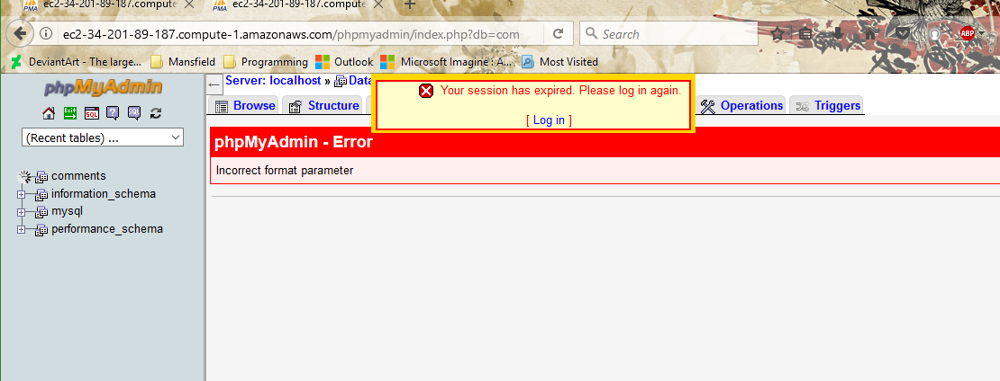 ec2-34-201-89-187.compute
ec2-34-201-89-187.compute
ec2-34-201-89-187.compute-1.amazonaws.com/phpmyadmin/index.php?db=com
Search
ABP
DeviantArt - The large... Mansfield Programming Outlook Microsoft Imagine : A... Most Visited
phpMyAdmin
Server: localhost » Data
Your session has expired. Please log in again.
[ Log in ]
Browse Structure Operations Triggers
SQL
(Recent tables) ...
phpMyAdmin - Error
Incorrect format parameter
comments
information_schema
mysql
performance_schema